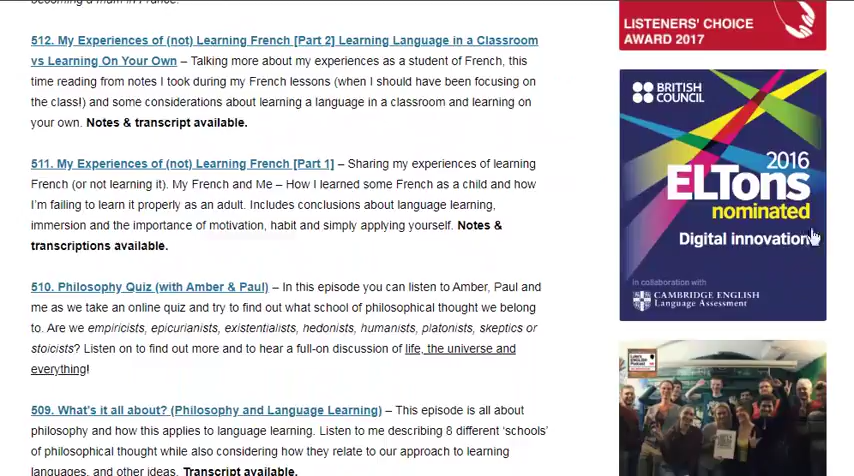 becoming a mum in France.
512. My Experiences of (not) Learning French [Part 2] Learning Language in a Classroom
vs Learning On Your Own – Talking more about my experiences as a student of French, this
time reading from notes I took during my French lessons (when I should have been focusing on
the class!) and some considerations about learning a language in a classroom and learning on
your own. Notes & transcript available.
511. My Experiences of (not) Learning French [Part 1] – Sharing my experiences of learning
French (or not learning it). My French and Me – How I learned some French as a child and how
I'm failing to learn it properly as an adult. Includes conclusions about language learning,
immersion and the importance of motivation, habit and simply applying yourself. Notes &
transcriptions available.
510. Philosophy Quiz (with Amber & Paul) – In this episode you can listen to Amber, Paul and
me as we take an online quiz and try to find out what school of philosophical thought we belong
to. Are we empiricists, epicurianists, existentialists, hedonists, humanists, platonists, skeptics or
stoicists? Listen on to find out more and to hear a full-on discussion of life, the universe and
everything!
509. What's it all about? (Philosophy and Language Learning) – This episode is all about
philosophy and how this applies to language learning. Listen to me describing 8 different 'schools'
of philosophical thought while also considering how they relate to our approach to learning
languages, and other ideas. Transcript available.
LISTENERS' CHOICE
AWARD 2017
BRITISH
COUNCIL
2016
ELTons
nominated
Digital innovation
In collaboration with
CAMBRIDGE ENGLISH
Language Assessment